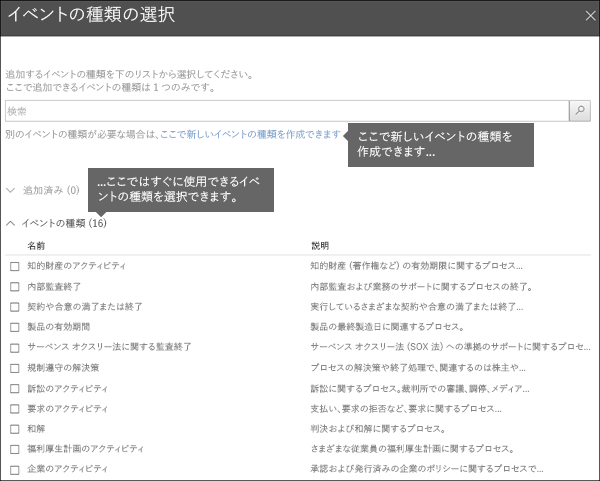 イベントの種類の選択
追加するイベントの種類を下のリストから選択してください。
ここで追加できるイベントの種類は 1 つのみです。
検索
別のイベントの種類が必要な場合は、ここで新しいイベントの種類を作成できます
ここで新しいイベントの種類を
作成できます...
...ここではすぐに使用できるイベ
ントの種類を選択できます。
追加済み (0)
イベントの種類 (16)
名前 説明
知的財産のアクティビティ 知的財産 (著作権など) の有効期限に関するプロセス...
内部監査終了 内部監査および業務のサポートに関するプロセスの終了。
契約や合意の満了または終了 実行しているさまざまな契約や合意の満了または終了...
製品の有効期間 製品の最終製造日に関連するプロセス。
サーベンス オクスリー法に関する監査終了 サーベンス オクスリー法 (SOX 法) への準拠のサポートに関するプロセ...
規制遵守の解決策 プロセスの解決策や終了処理で、関連するのは株主や...
訴訟のアクティビティ 訴訟に関するプロセス。裁判所での審議、調停、メディア...
要求のアクティビティ 支払い、要求の拒否など、要求に関するプロセス...
和解 判決および和解に関するプロセス。
福利厚生計画のアクティビティ さまざまな従業員の福利厚生計画に関するプロセス。
企業のアクティビティ 承認および発行済みの企業のポリシーに関するプロセスで...